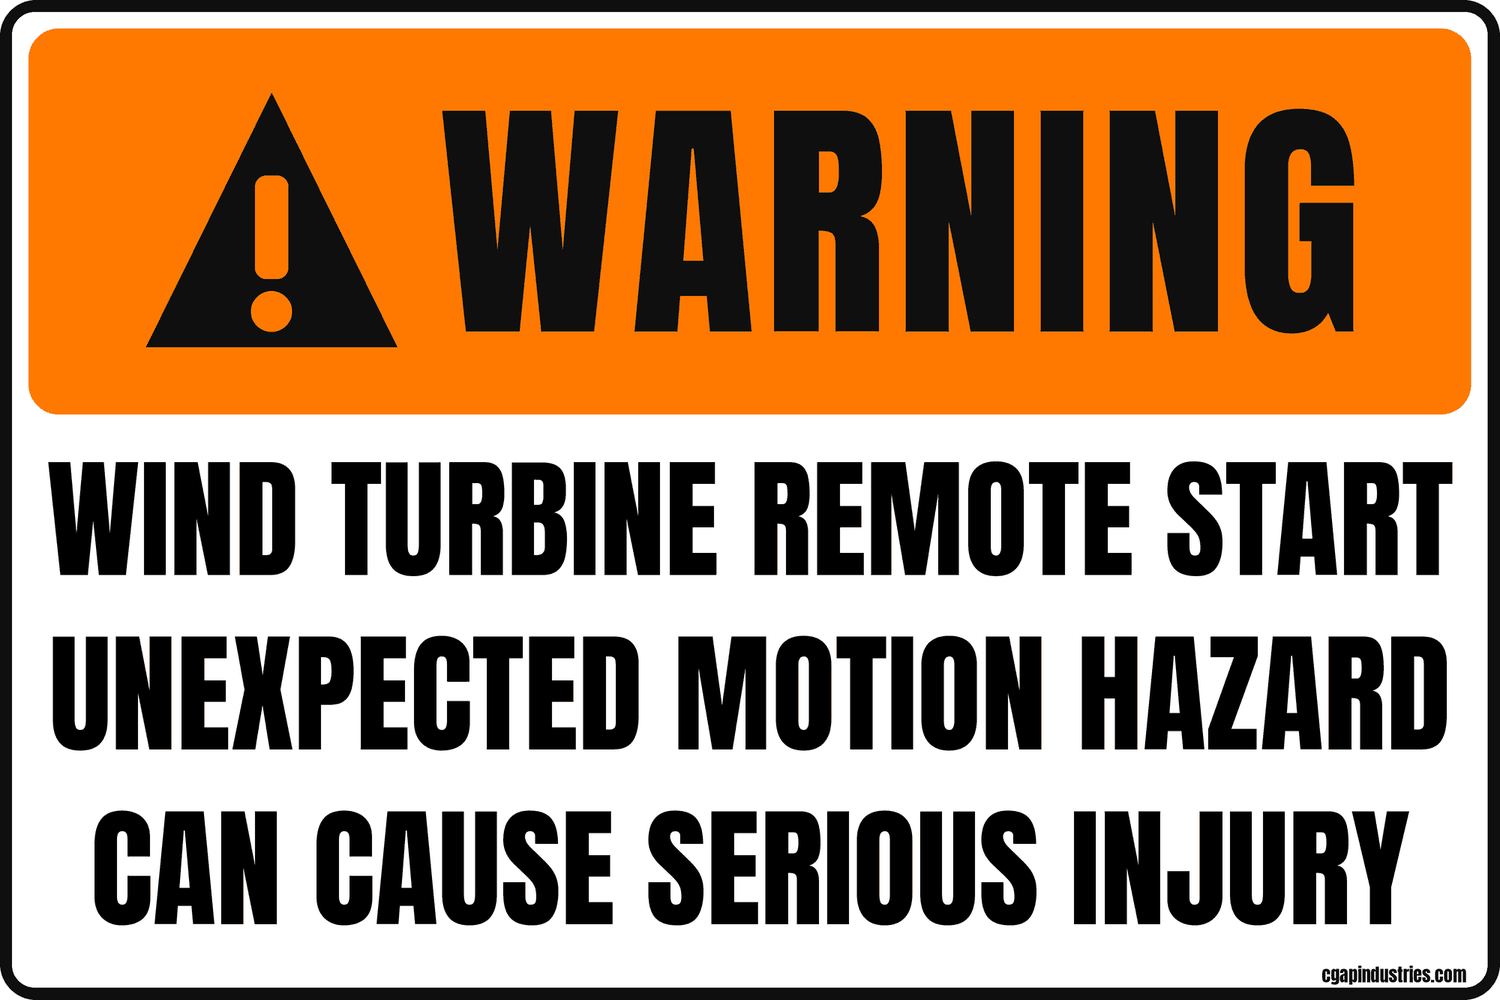 WARNING
WIND TURBINE REMOTE START
UNEXPECTED MOTION HAZARD
CAN CAUSE SERIOUS INJURY
cgapindustries.com